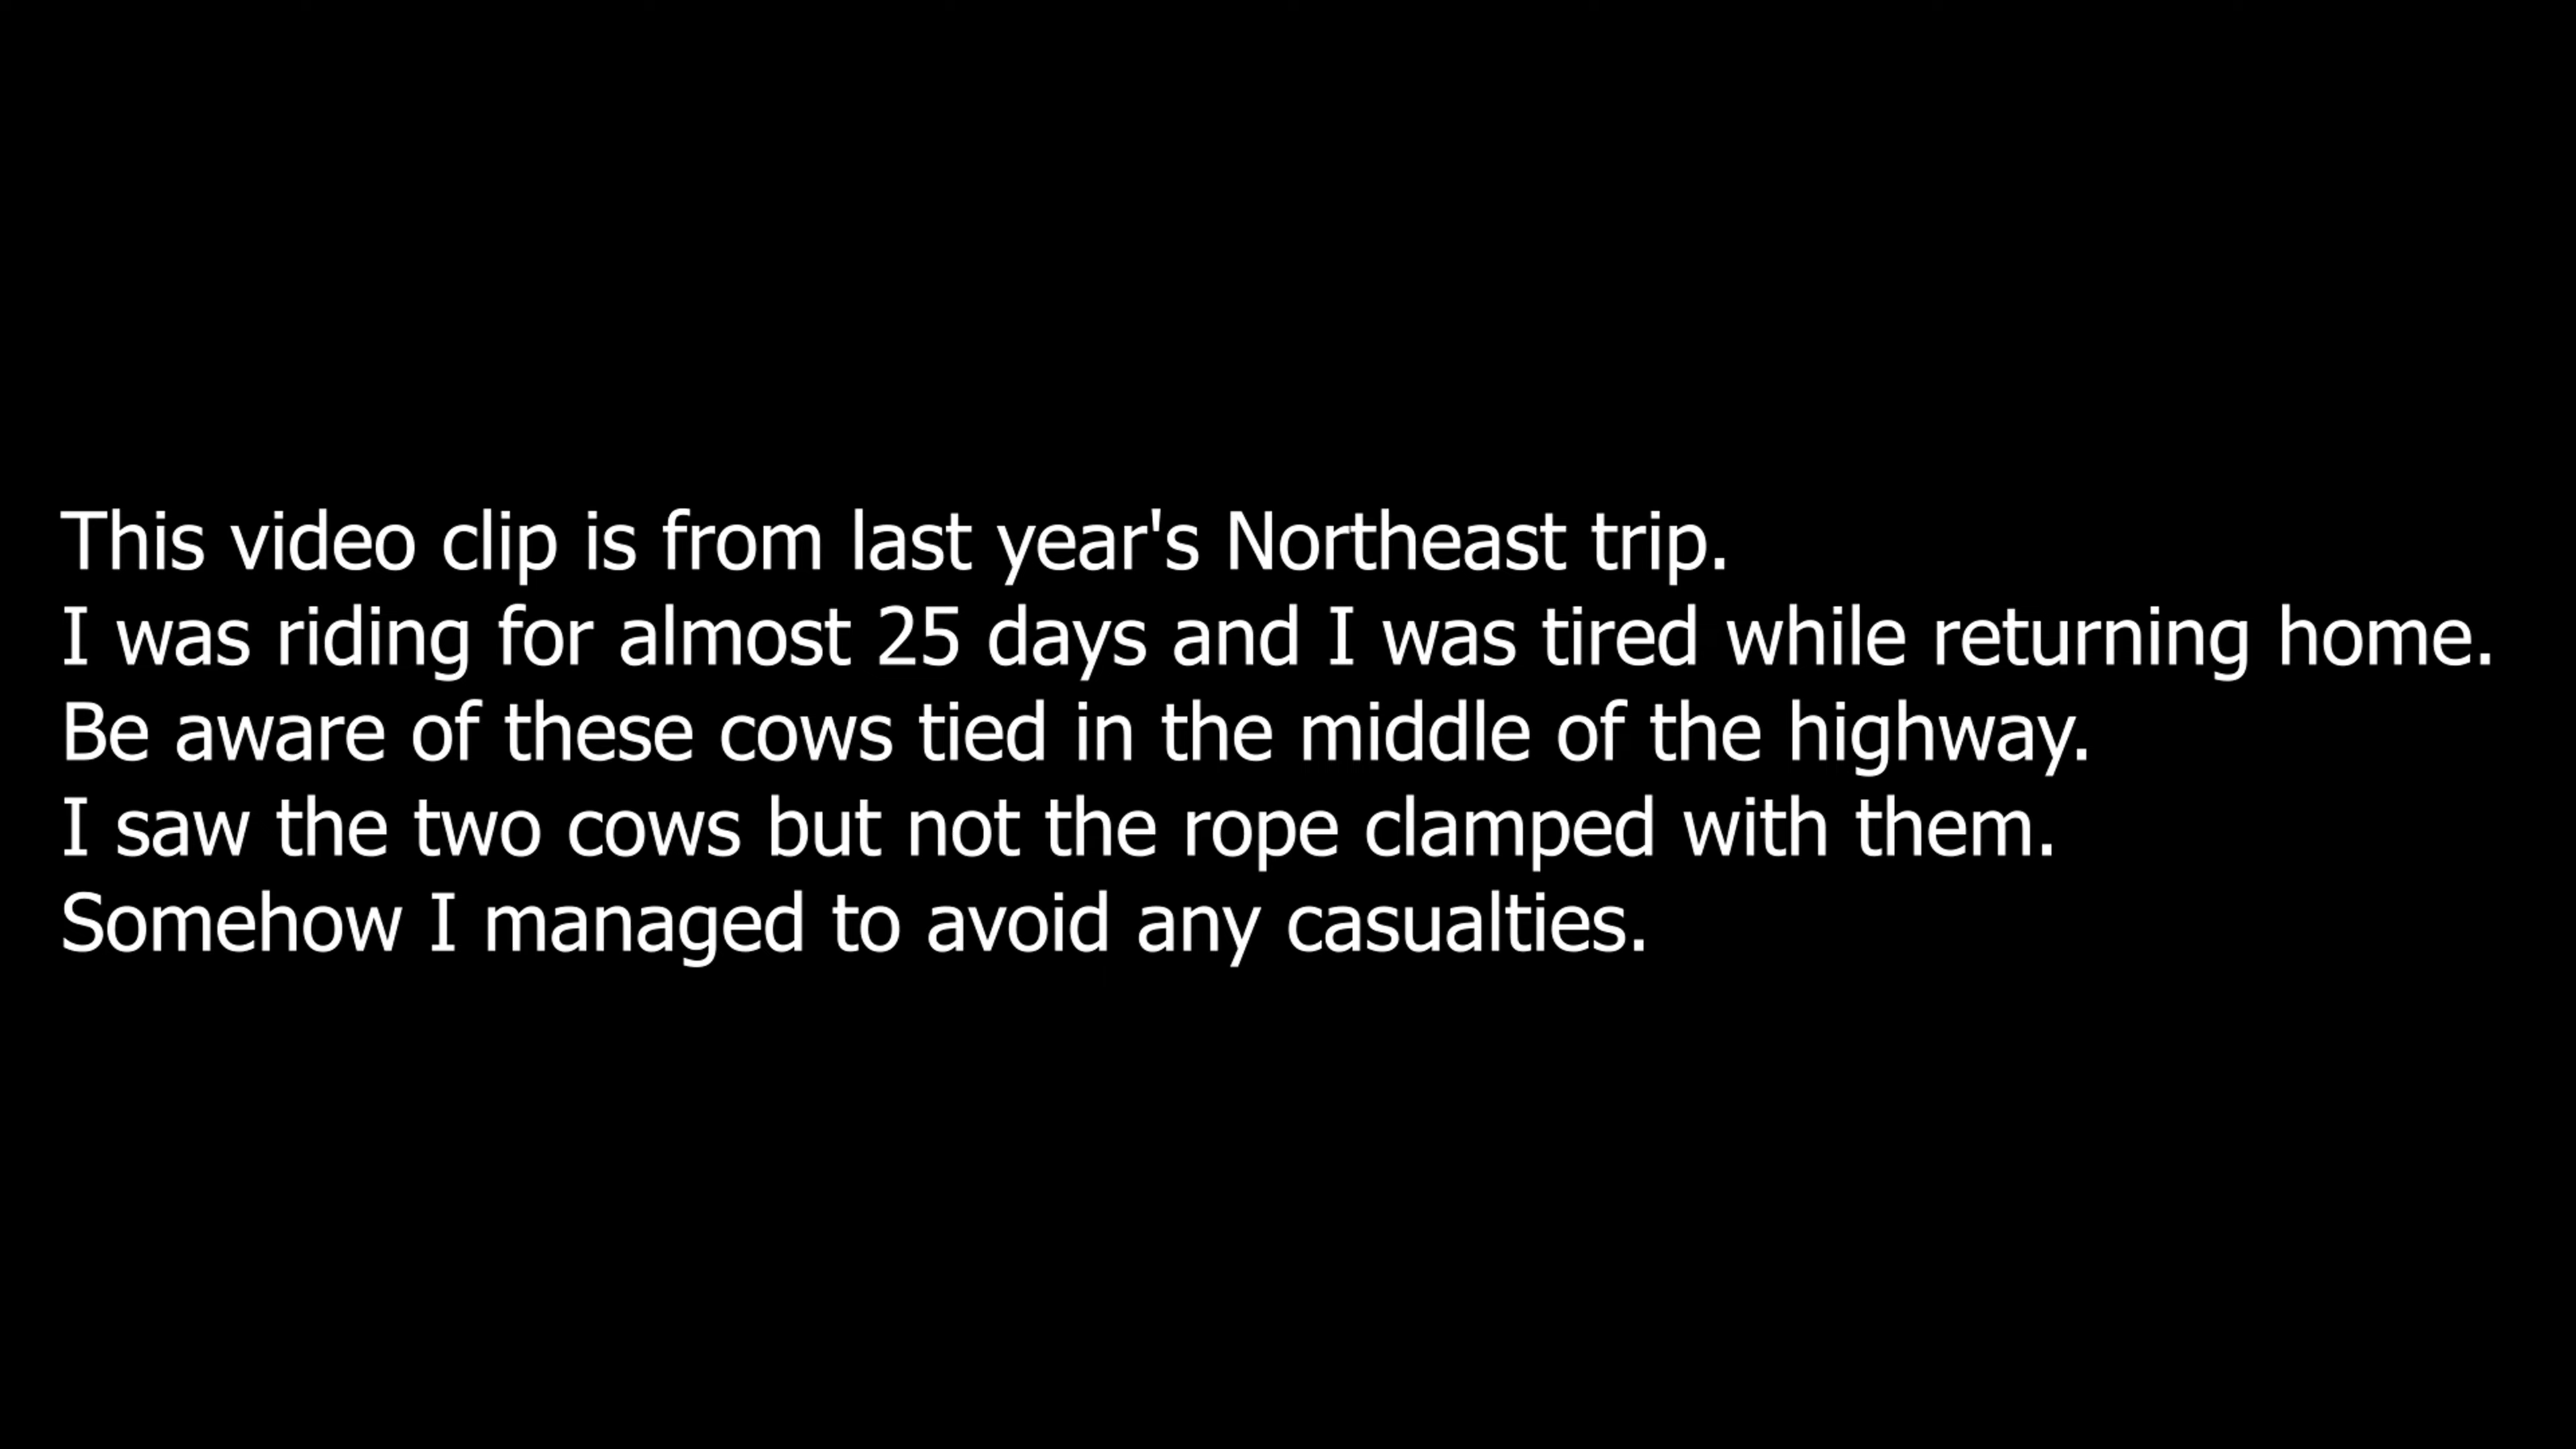 This video clip is from last year's Northeast trip.
I was riding for almost 25 days and I was tired while returning home.
Be aware of these cows tied in the middle of the highway.
I saw the two cows but not the rope clamped with them.
Somehow I managed to avoid any casualties.